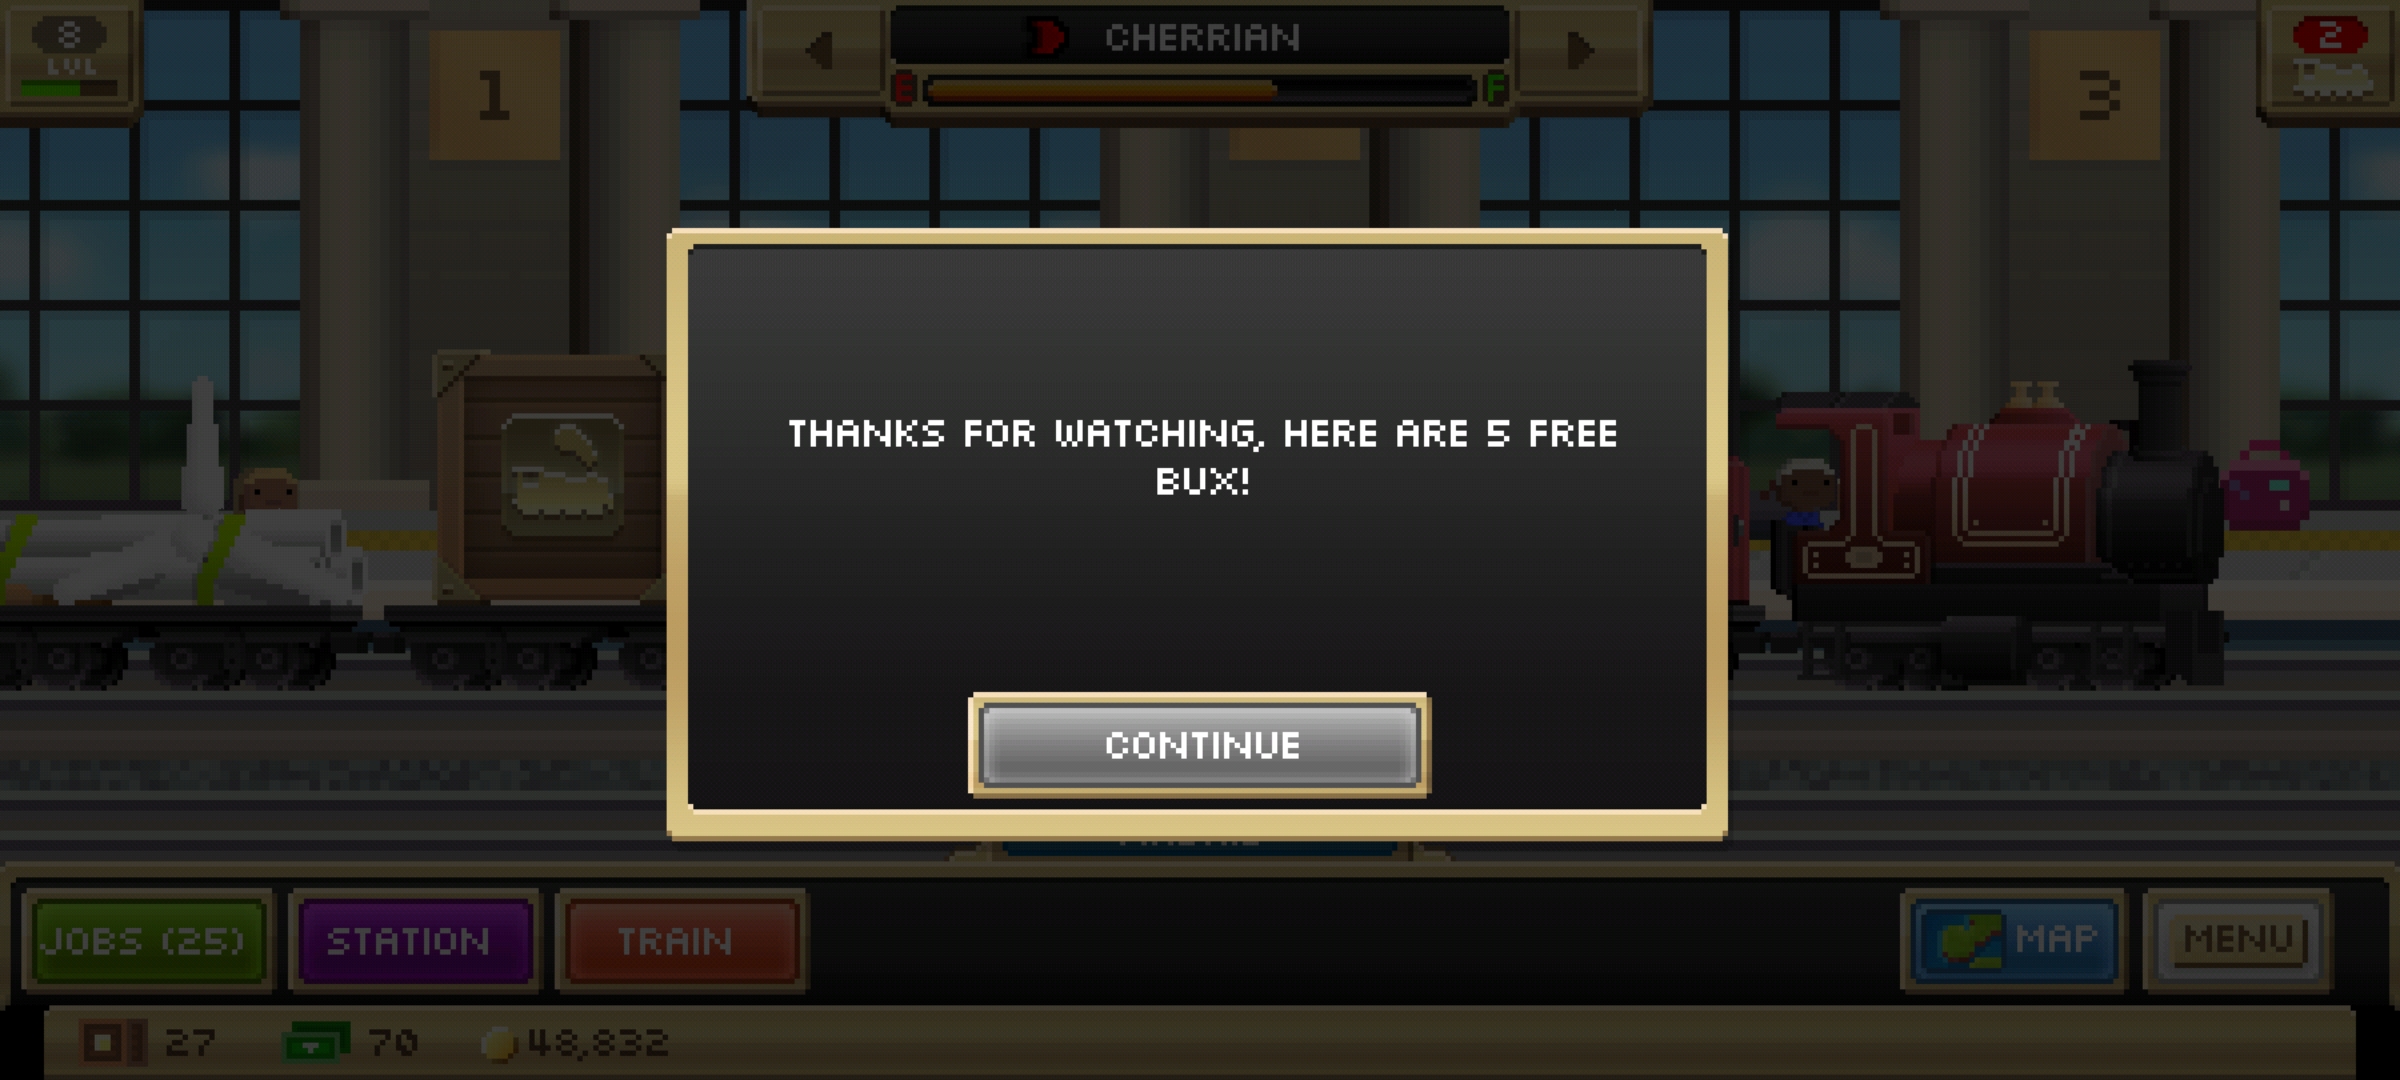 8
LVL
1
CHERRIAN
E
F
3
2
THANKS FOR WATCHING, HERE ARE 5 FREE
BUX!
CONTINUE
JOBS (25)
STATION
TRAIN
MAP
MENU
27
70
48,832